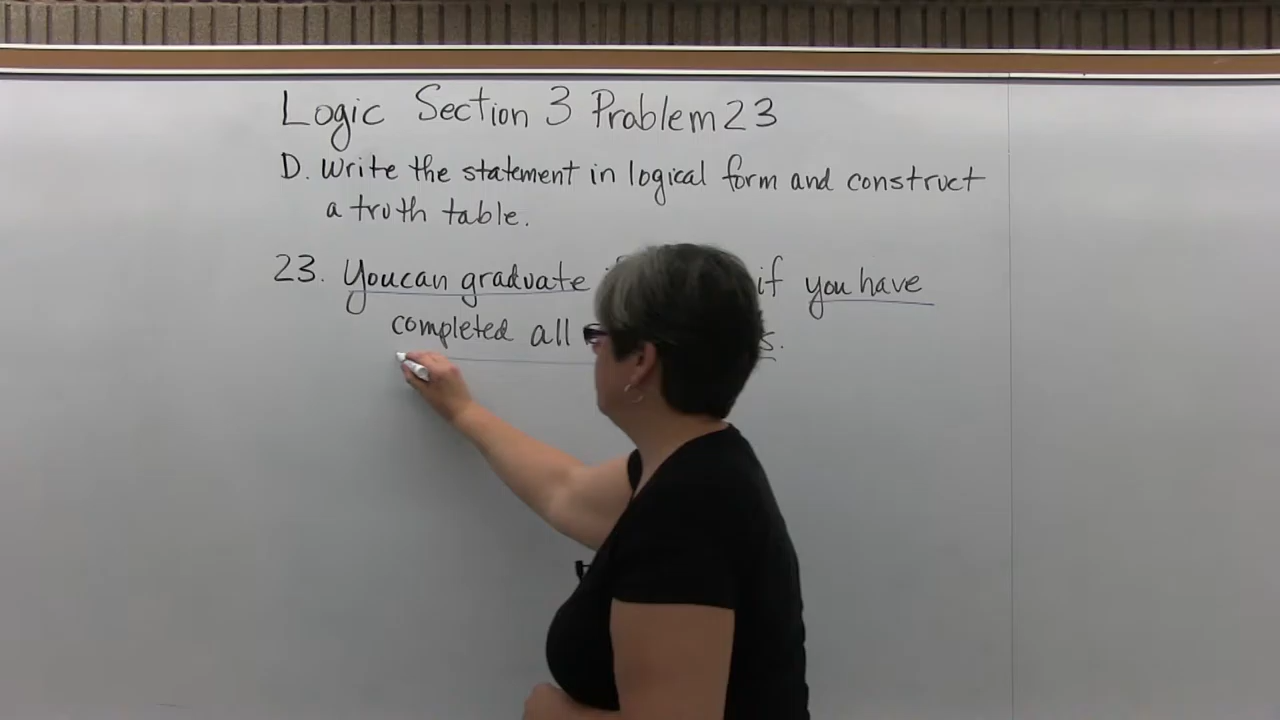 Logic Section 3 Problem 23
D. Write the statement in logical form and construct
a truth table.
23. You can graduate if you have
completed all